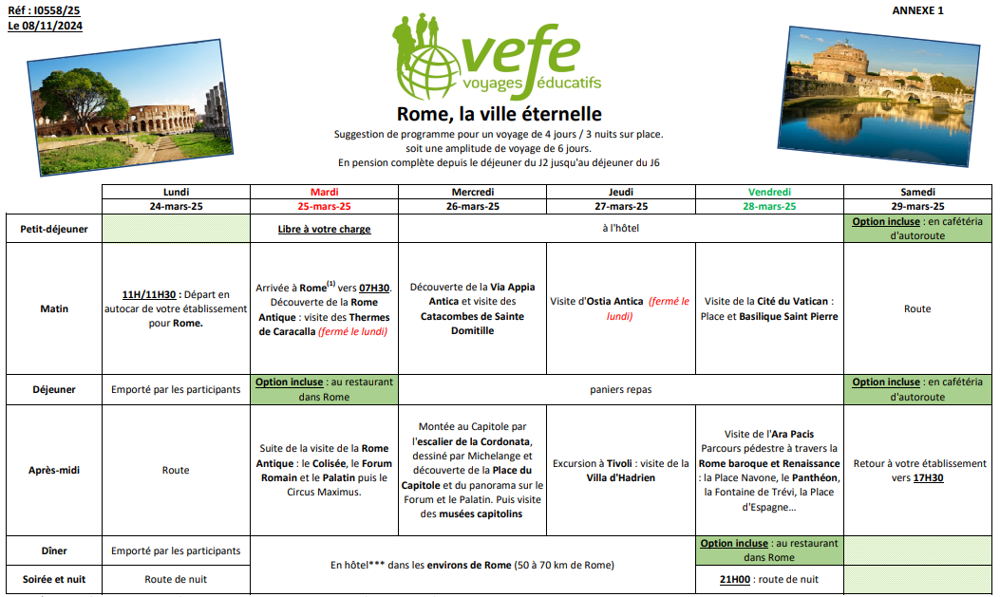 Réf : I0558/25
Le 08/11/2024
ANNEXE 1
vefe
voyages éducatifs
Rome, la ville éternelle
Suggestion de programme pour un voyage de 4 jours / 3 nuits sur place.
soit une amplitude de voyage de 6 jours.
En pension complète depuis le déjeuner du J2 jusqu'au déjeuner du J6
Lundi
Mardi
Mercredi
Jeudi
Vendredi
Samedi
24-mars-25
25-mars-25
26-mars-25
27-mars-25
28-mars-25
29-mars-25
Petit-déjeuner
Libre à votre charge
à l'hôtel
Option incluse : en cafétéria
d'autoroute
Matin
11H/11H30 : Départ en
autocar de votre établissement
pour Rome.
Arrivée à Rome(1) vers 07H30.
Découverte de la Rome
Antique : visite des Thermes
de Caracalla (fermé le lundi)
Découverte de la Via Appia
Antica et visite des
Catacombes de Sainte
Domitille
Visite d'Ostia Antica (fermé le
lundi)
Visite de la Cité du Vatican :
Place et Basilique Saint Pierre
Route
Déjeuner
Emporté par les participants
Option incluse : au restaurant
dans Rome
paniers repas
Option incluse : en cafétéria
d'autoroute
Après-midi
Route
Suite de la visite de la Rome
Antique : le Colisée, le Forum
Romain et le Palatin puis le
Circus Maximus.
Montée au Capitole par
l'escalier de la Cordonata,
dessiné par Michelange et
découverte de la Place du
Capitole et du panorama sur le
Forum et le Palatin. Puis visite
des musées capitolins
Excursion à Tivoli : visite de la
Villa d'Hadrien
Visite de l'Ara Pacis
Parcours pédestre à travers la
Rome baroque et Renaissance
: la Place Navone, le Panthéon,
la Fontaine de Trévi, la Place
d'Espagne…
Retour à votre établissement
vers 17H30
Dîner
Emporté par les participants
En hôtel*** dans les environs de Rome (50 à 70 km de Rome)
Option incluse : au restaurant
dans Rome
Soirée et nuit
Route de nuit
21H00 : route de nuit